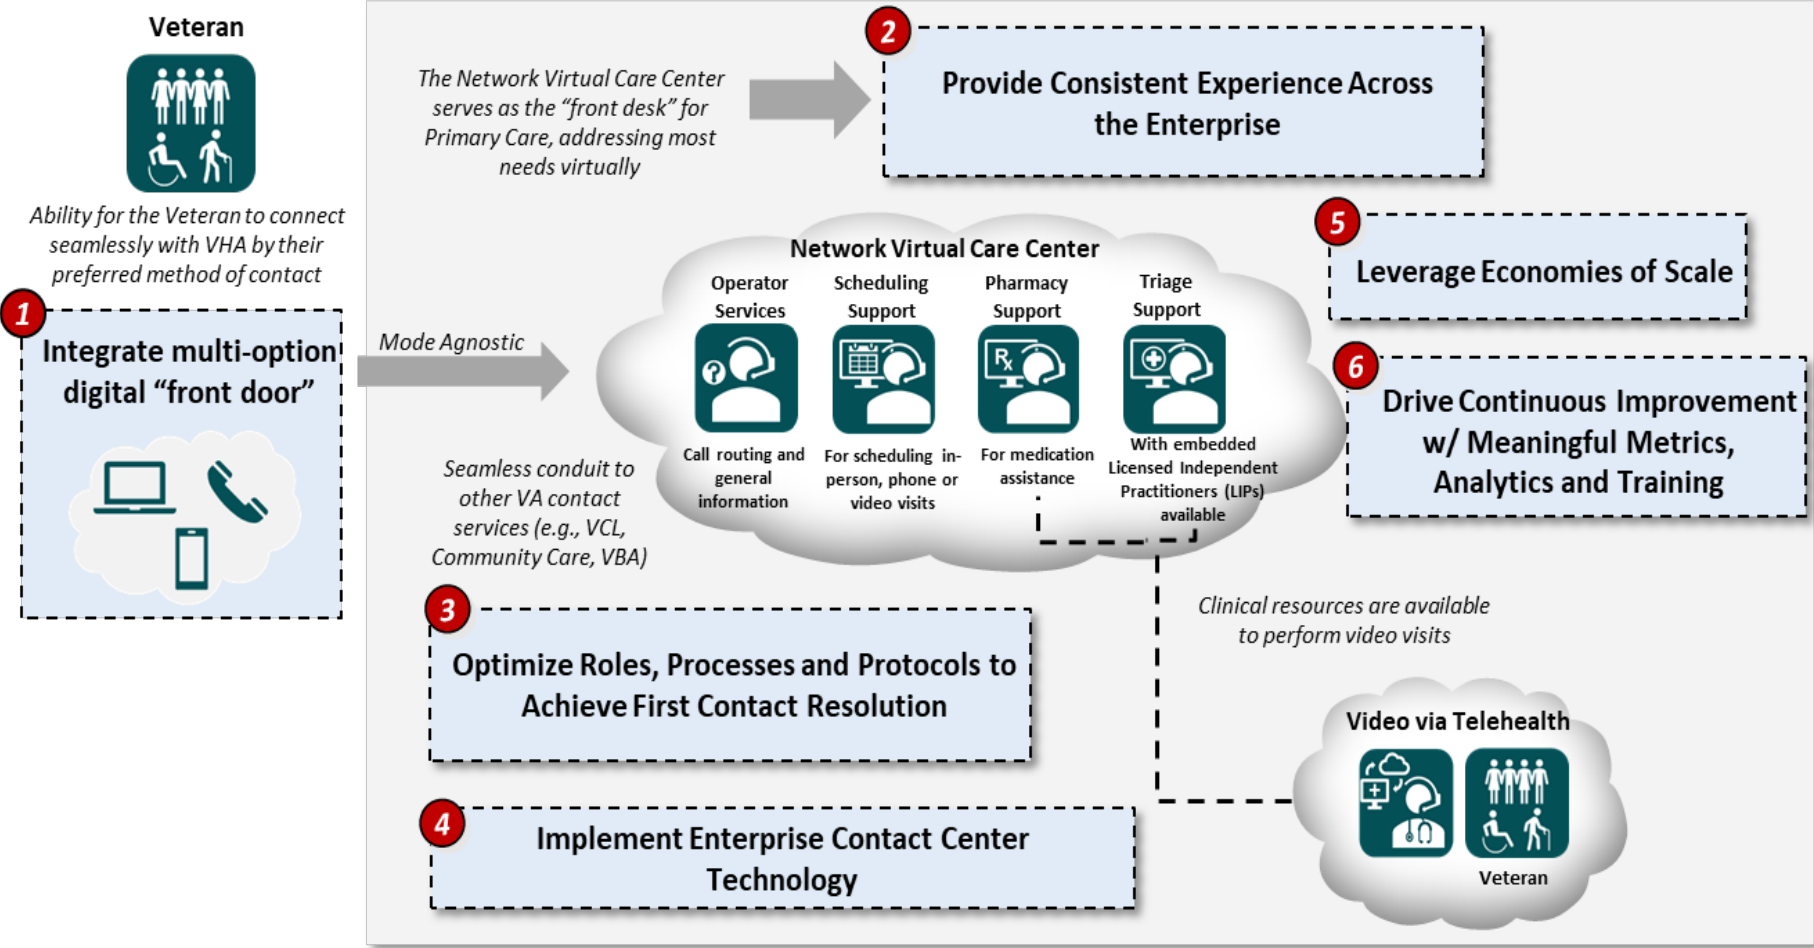 Veteran
Ability for the Veteran to connect
seamlessly with VHA by their
preferred method of contact
1
Integrate multi-option
digital “front door”
The Network Virtual Care Center
serves as the “front desk” for
Primary Care, addressing most
needs virtually
2
Provide Consistent Experience Across
the Enterprise
Mode Agnostic
Network Virtual Care Center
Operator
Services
?
Call routing and
general
information
Scheduling
Support
For scheduling in-
person, phone or
video visits
Pharmacy
Support
Rx
For medication
assistance
Triage
Support
With embedded
Licensed Independent
Practitioners (LIPs)
available
5
Leverage Economies of Scale
6
Drive Continuous Improvement
w/ Meaningful Metrics,
Analytics and Training
Seamless conduit to
other VA contact
services (e.g., VCL,
Community Care, VBA)
3
Optimize Roles, Processes and Protocols to
Achieve First Contact Resolution
4
Implement Enterprise Contact Center
Technology
Clinical resources are available
to perform video visits
Video via Telehealth
Veteran